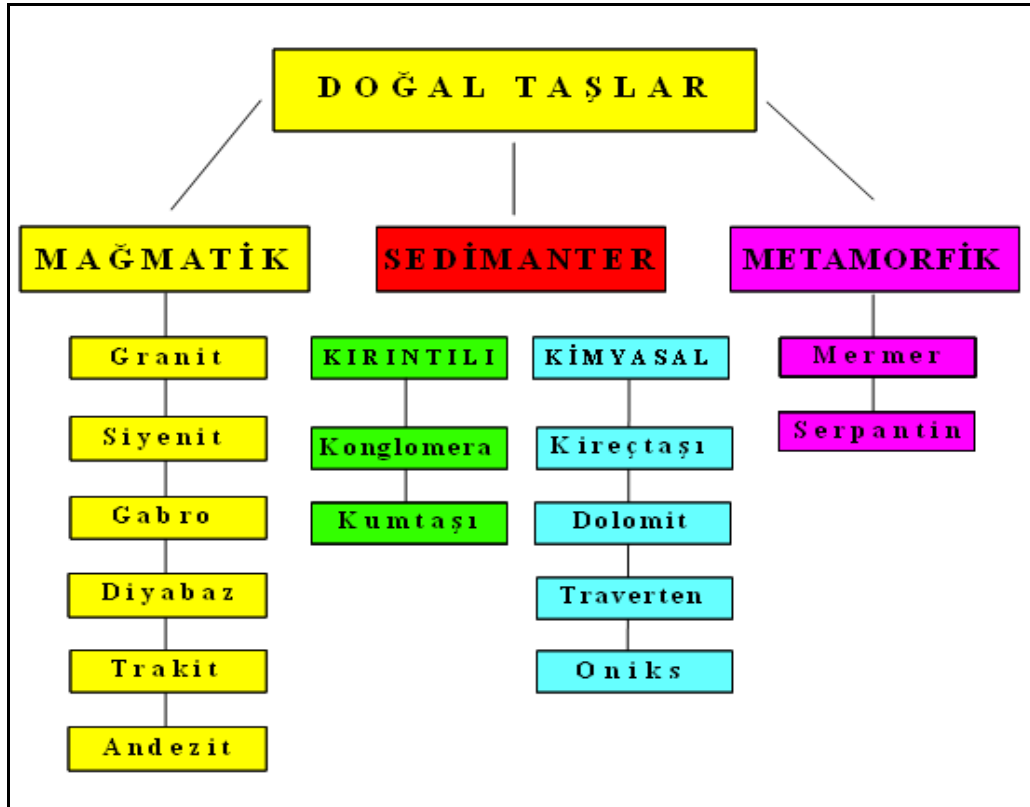 DOĞAL TAŞLAR
MAĞMATİK
SEDİMANTER
METAMORFİK
Granit
Siyenit
Gabro
Diyabaz
Trakit
Andezit
KIRINTILI
Konglomera
Kumtaşı
KİMYASAL
Kireçtaşı
Dolomit
Traverten
Oniks
Mermer
Serpantin